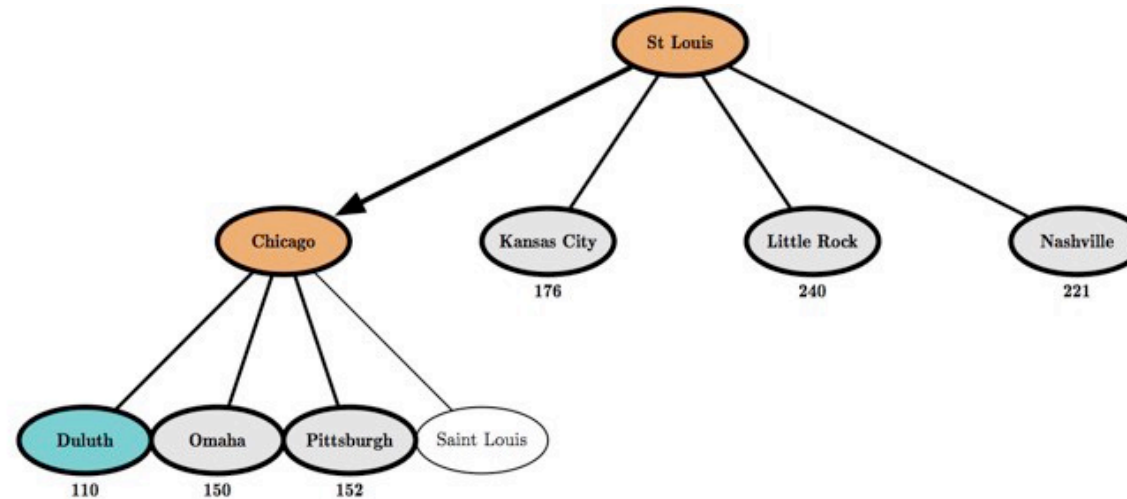 St Louis
Chicago
Kansas City
Little Rock
Nashville
176
240
221
Duluth
Omaha
Pittsburgh
Saint Louis
110
150
152